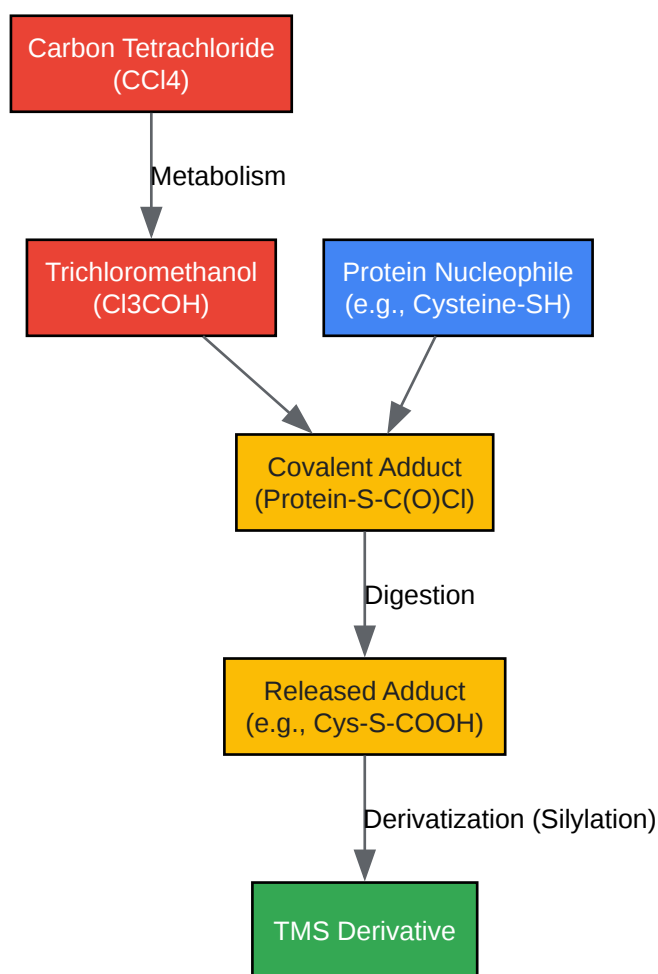 Carbon Tetrachloride
(CCl4)
Metabolism
Trichloromethanol
(Cl3COH)
Protein Nucleophile
(e.g., Cysteine-SH)
Covalent Adduct
(Protein-S-C(O)Cl)
Digestion
Released Adduct
(e.g., Cys-S-COOH)
Derivatization (Silylation)
TMS Derivative